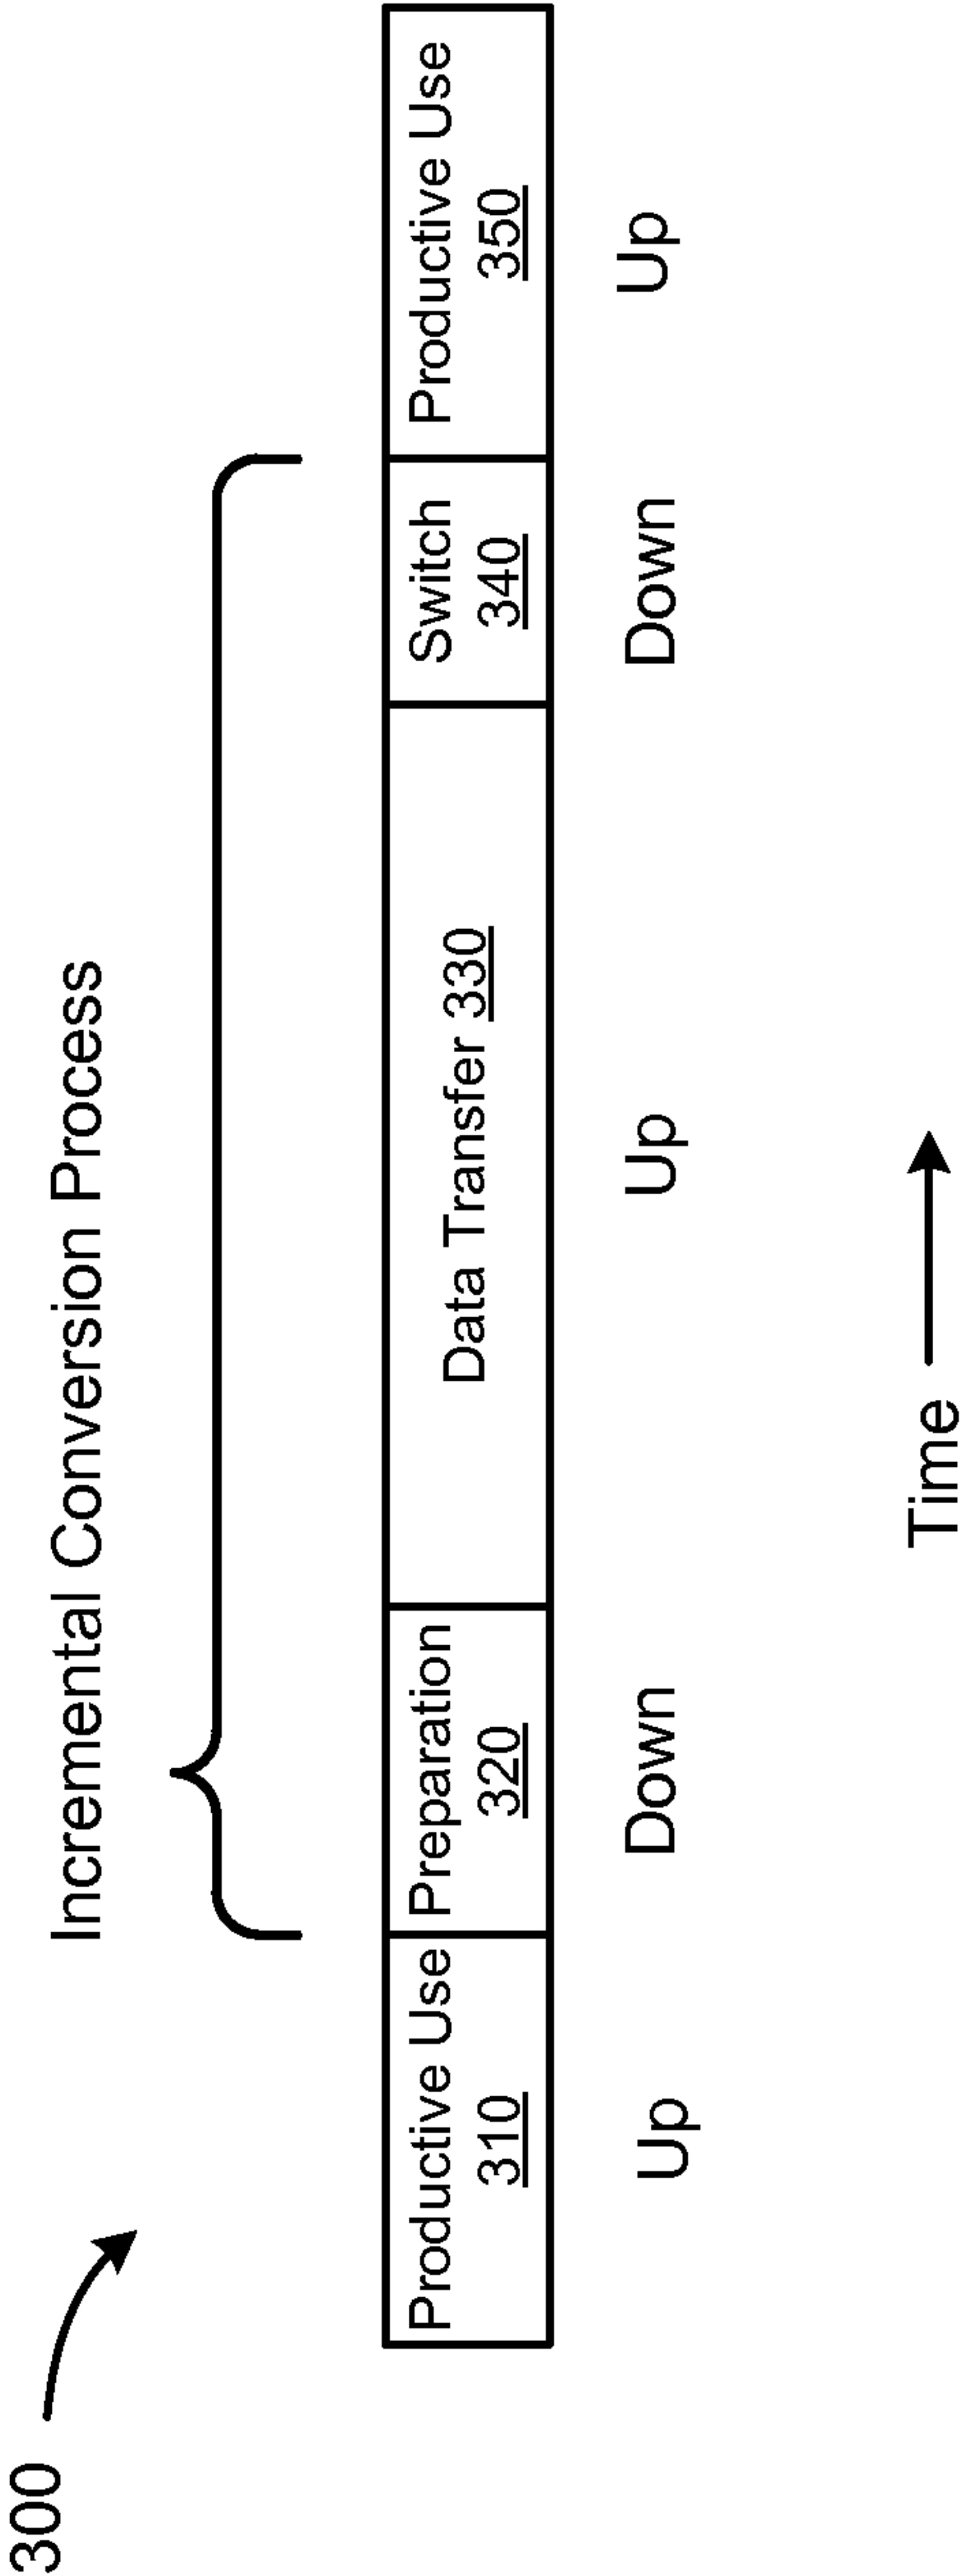 300
Incremental Conversion Process
Productive Use
310
Preparation
320
Data Transfer 330
Switch
340
Productive Use
350
Up
Down
Up
Down
Up
Time